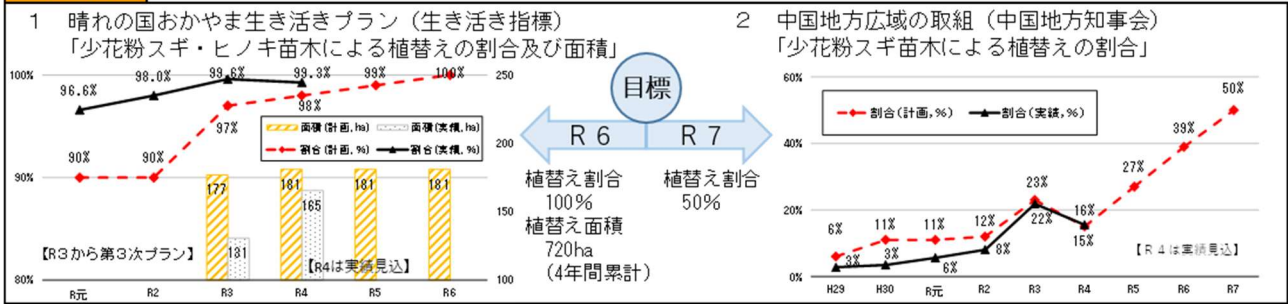 1 晴れの国おかやま生き活きプラン（生き活き指標）
「少花粉スギ・ヒノキ苗木による植替えの割合及び面積」
100%
90%
80%
250
200
150
100
96.6%
98.0%
99.6%
99.3%
99%
100%
90%
90%
97%
98%
面積(計画,ha)
面積(実績,ha)
割合(計画,%)
割合(実績,%)
177
131
181
165
181
181
【R3から第3次プラン】
【R4は実績見込】
R元
R2
R3
R4
R5
R6
目標
R6
R7
植替え割合
100%
植替え面積
720ha
(4年間累計)
植替え割合
50%
2 中国地方広域の取組（中国地方知事会）
「少花粉スギ苗木による植替えの割合」
60%
40%
20%
0%
割合(計画,%)
割合(実績,%)
6%
11%
11%
12%
23%
16%
27%
39%
50%
3%
3%
6%
8%
22%
15%
【R4は実績見込】
H29
H30
R元
R2
R3
R4
R5
R6
R7